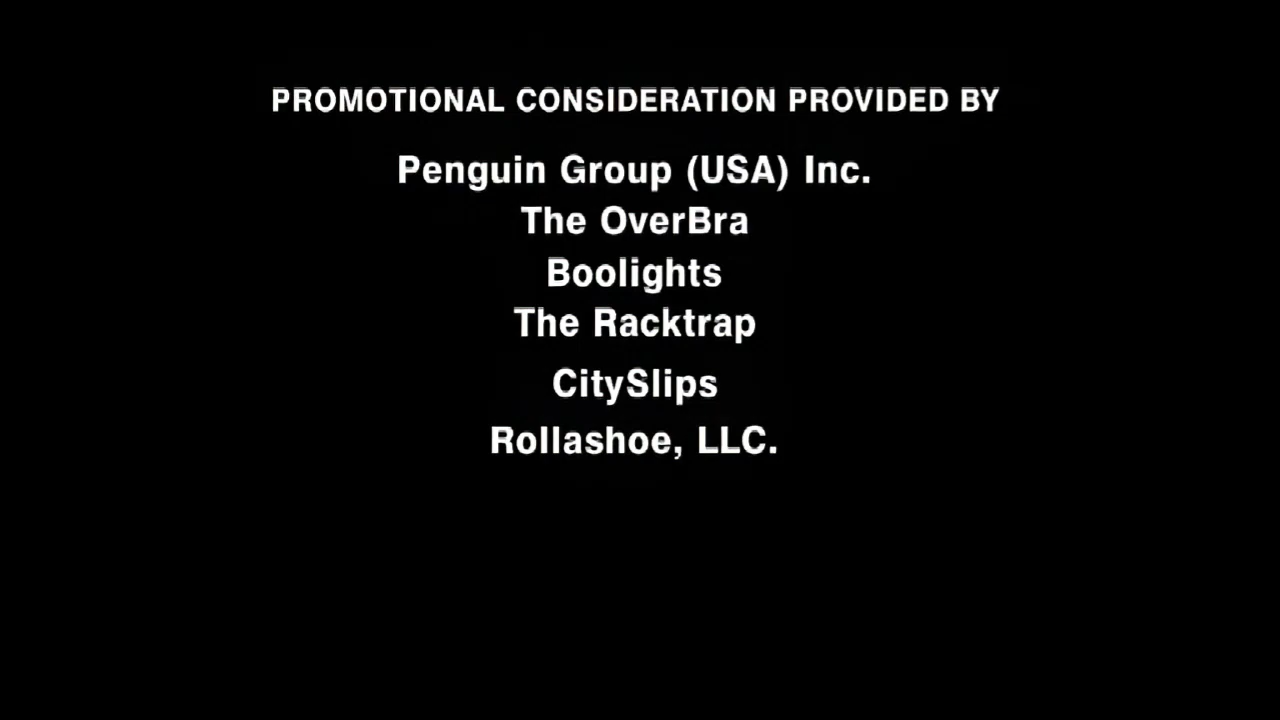 PROMOTIONAL CONSIDERATION PROVIDED BY
Penguin Group (USA) Inc.
The OverBra
Boolights
The Racktrap
CitySlips
Rollashoe, LLC.